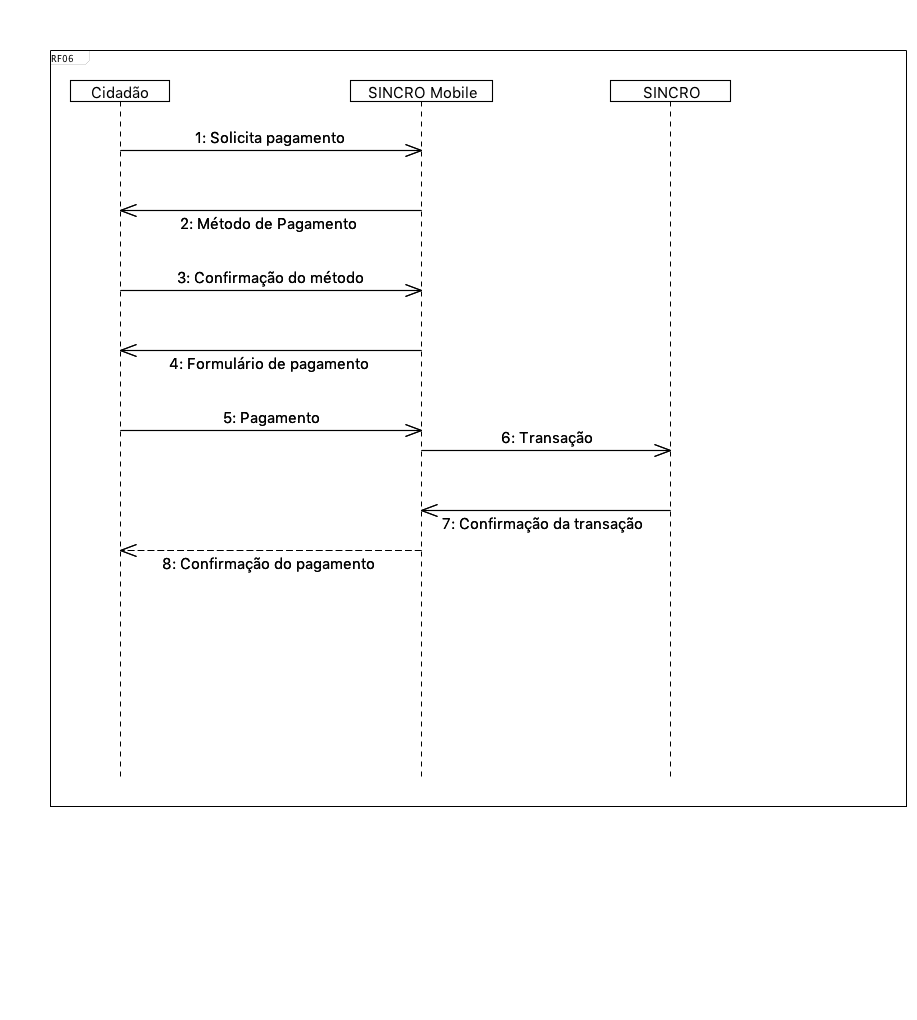 RF06
Cidadão
SINCRO Mobile
SINCRO
1: Solicita pagamento
2: Método de Pagamento
3: Confirmação do método
4: Formulário de pagamento
5: Pagamento
6: Transação
7: Confirmação da transação
8: Confirmação do pagamento